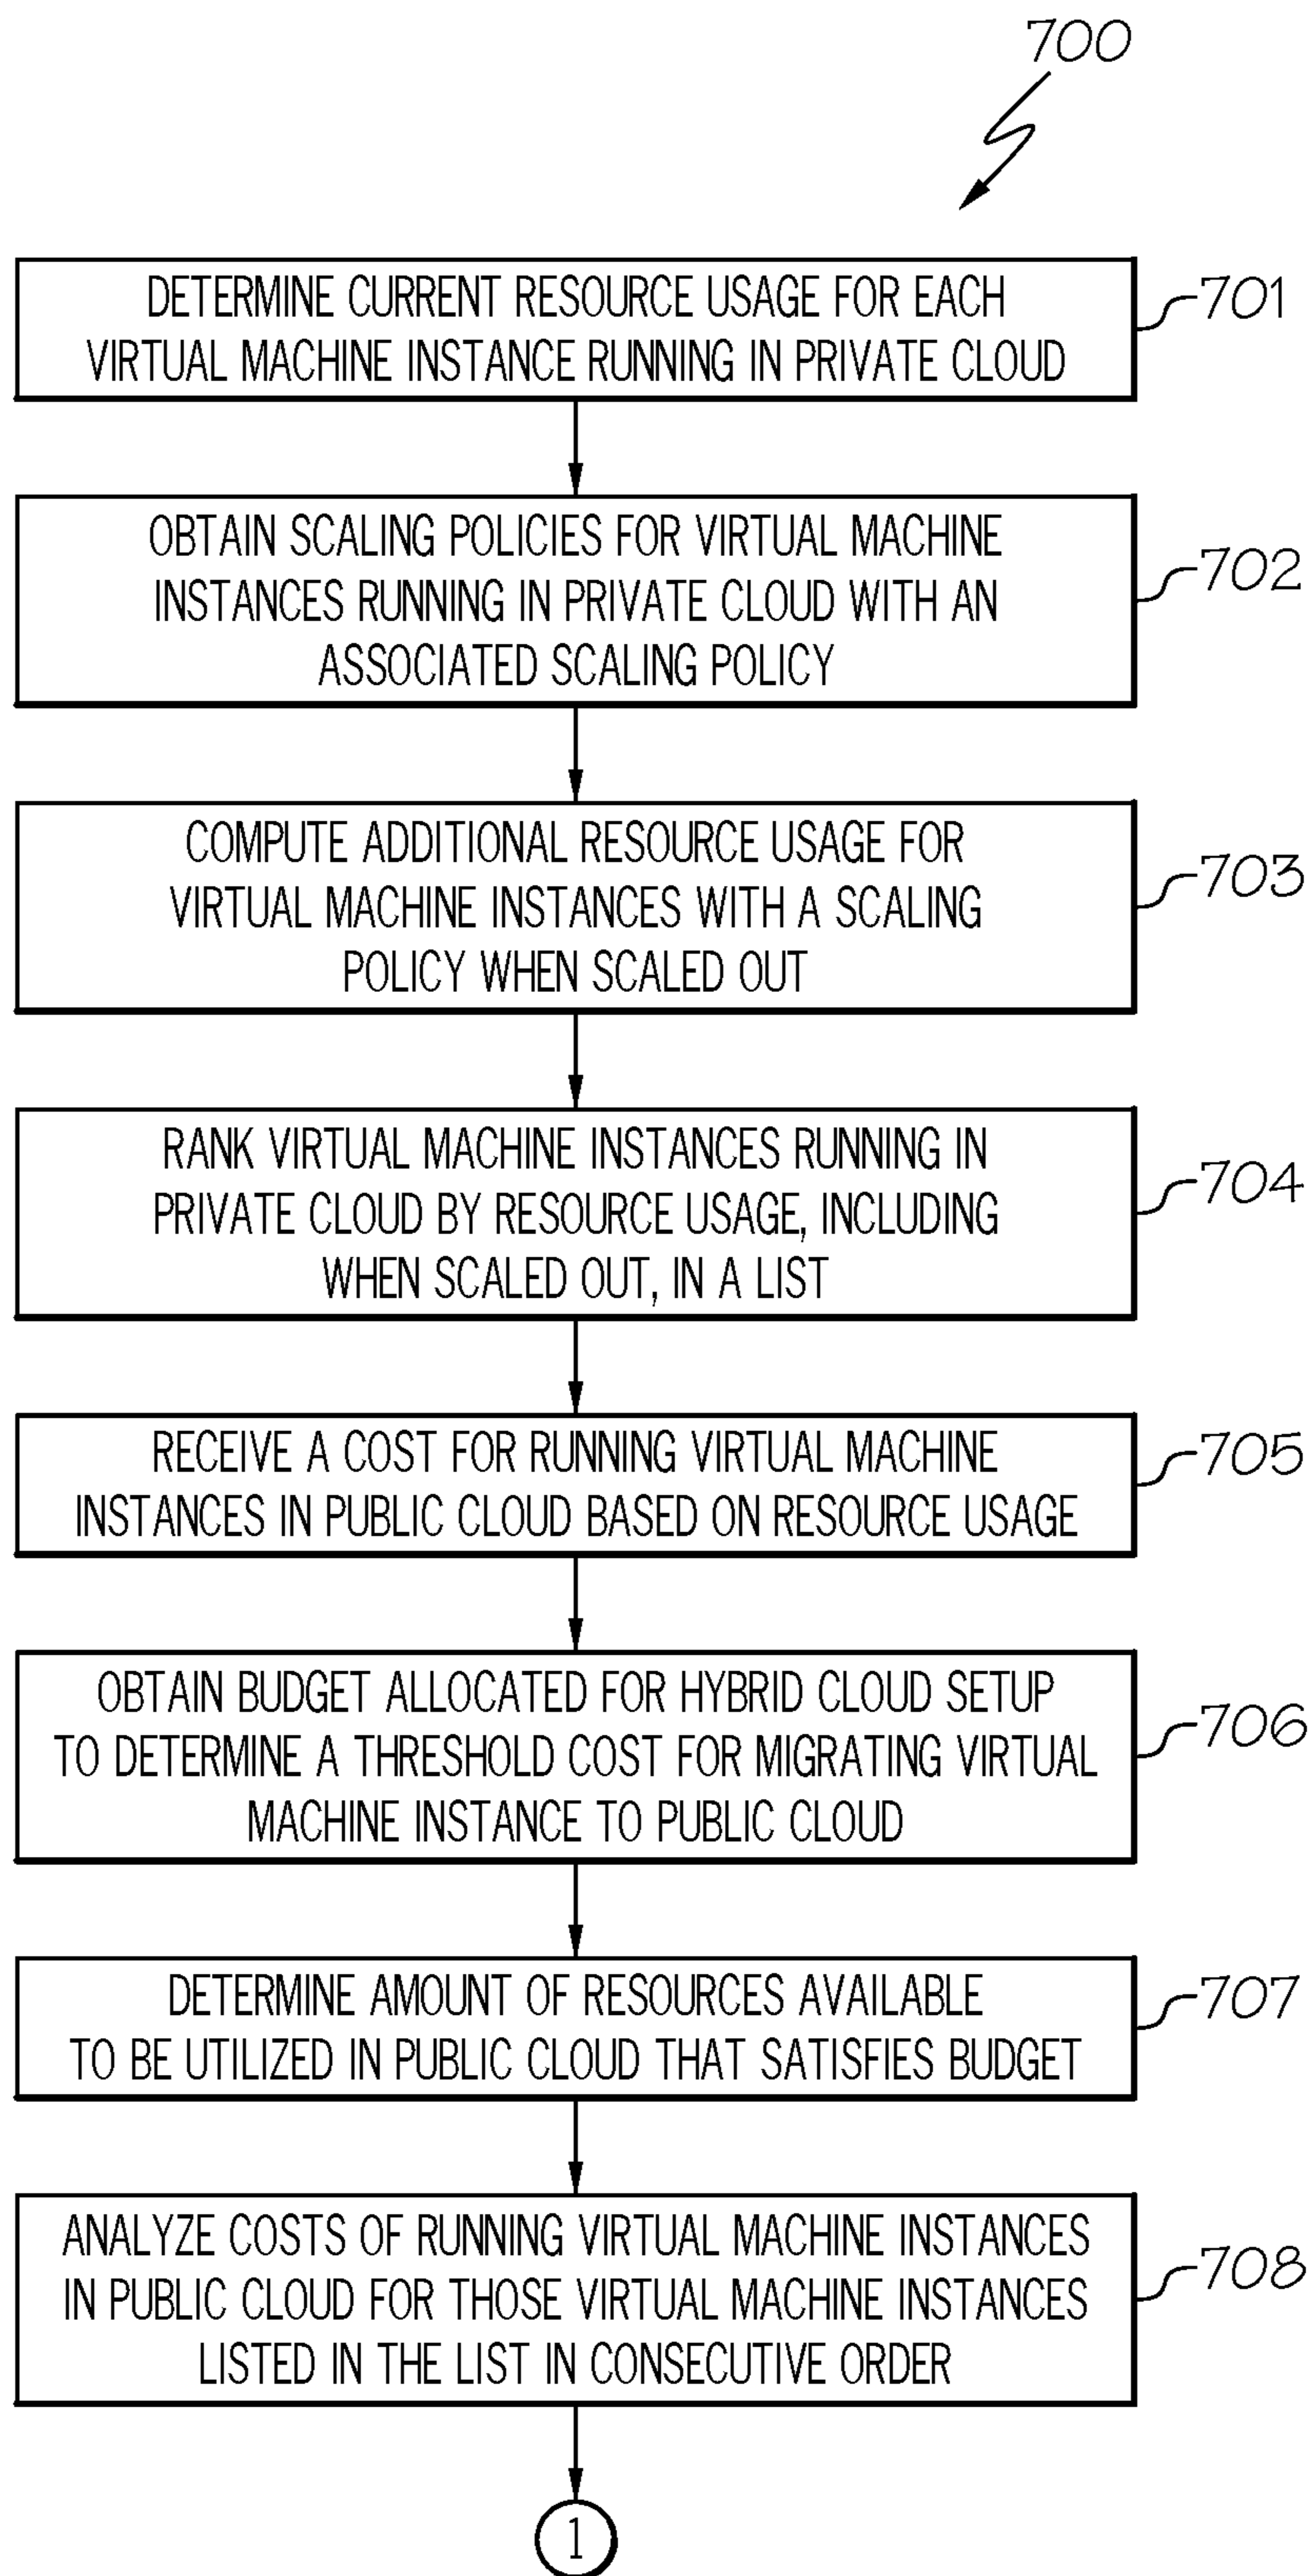 700
DETERMINE CURRENT RESOURCE USAGE FOR EACH
VIRTUAL MACHINE INSTANCE RUNNING IN PRIVATE CLOUD
701
OBTAIN SCALING POLICIES FOR VIRTUAL MACHINE
INSTANCES RUNNING IN PRIVATE CLOUD WITH AN
ASSOCIATED SCALING POLICY
702
COMPUTE ADDITIONAL RESOURCE USAGE FOR
VIRTUAL MACHINE INSTANCES WITH A SCALING
POLICY WHEN SCALED OUT
703
RANK VIRTUAL MACHINE INSTANCES RUNNING IN
PRIVATE CLOUD BY RESOURCE USAGE, INCLUDING
WHEN SCALED OUT, IN A LIST
704
RECEIVE A COST FOR RUNNING VIRTUAL MACHINE
INSTANCES IN PUBLIC CLOUD BASED ON RESOURCE USAGE
705
OBTAIN BUDGET ALLOCATED FOR HYBRID CLOUD SETUP
TO DETERMINE A THRESHOLD COST FOR MIGRATING VIRTUAL
MACHINE INSTANCE TO PUBLIC CLOUD
706
DETERMINE AMOUNT OF RESOURCES AVAILABLE
TO BE UTILIZED IN PUBLIC CLOUD THAT SATISFIES BUDGET
707
ANALYZE COSTS OF RUNNING VIRTUAL MACHINE INSTANCES
IN PUBLIC CLOUD FOR THOSE VIRTUAL MACHINE INSTANCES
LISTED IN THE LIST IN CONSECUTIVE ORDER
708
1